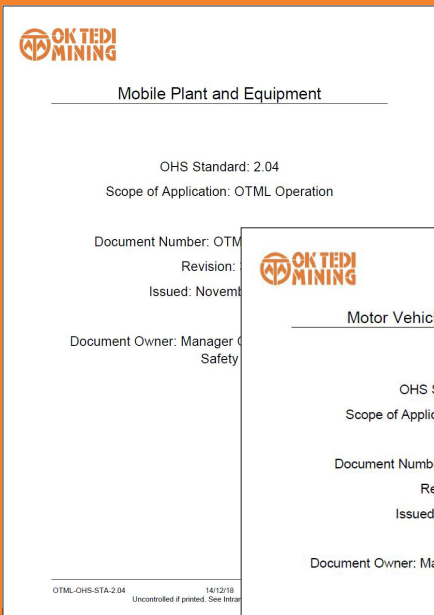 OK TEDI
MINING
Mobile Plant and Equipment
OHS Standard: 2.04
Scope of Application: OTML Operation
Document Number: OTM
Revision:
Issued: Novemb
Document Owner: Manager
Safety
OTML-OHS-STA-2.04
14/12/18
Uncontrolled if printed. See Intra
OK TEDI
MINING
Motor Vehic
OHS
Scope of Applic
Document Numb
Re
Issued
Document Owner: Ma